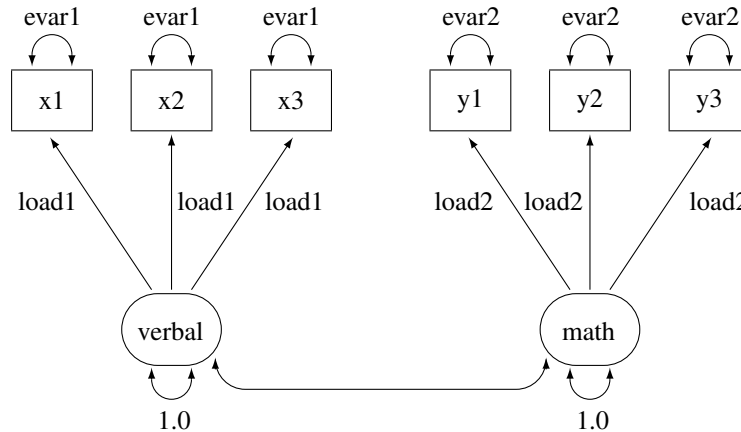 evar1 evar1 evar1 evar2 evar2 evar2
x1 x2 x3 y1 y2 y3
load1 load1 load1 load2 load2 load2
verbal math
1.0 1.0